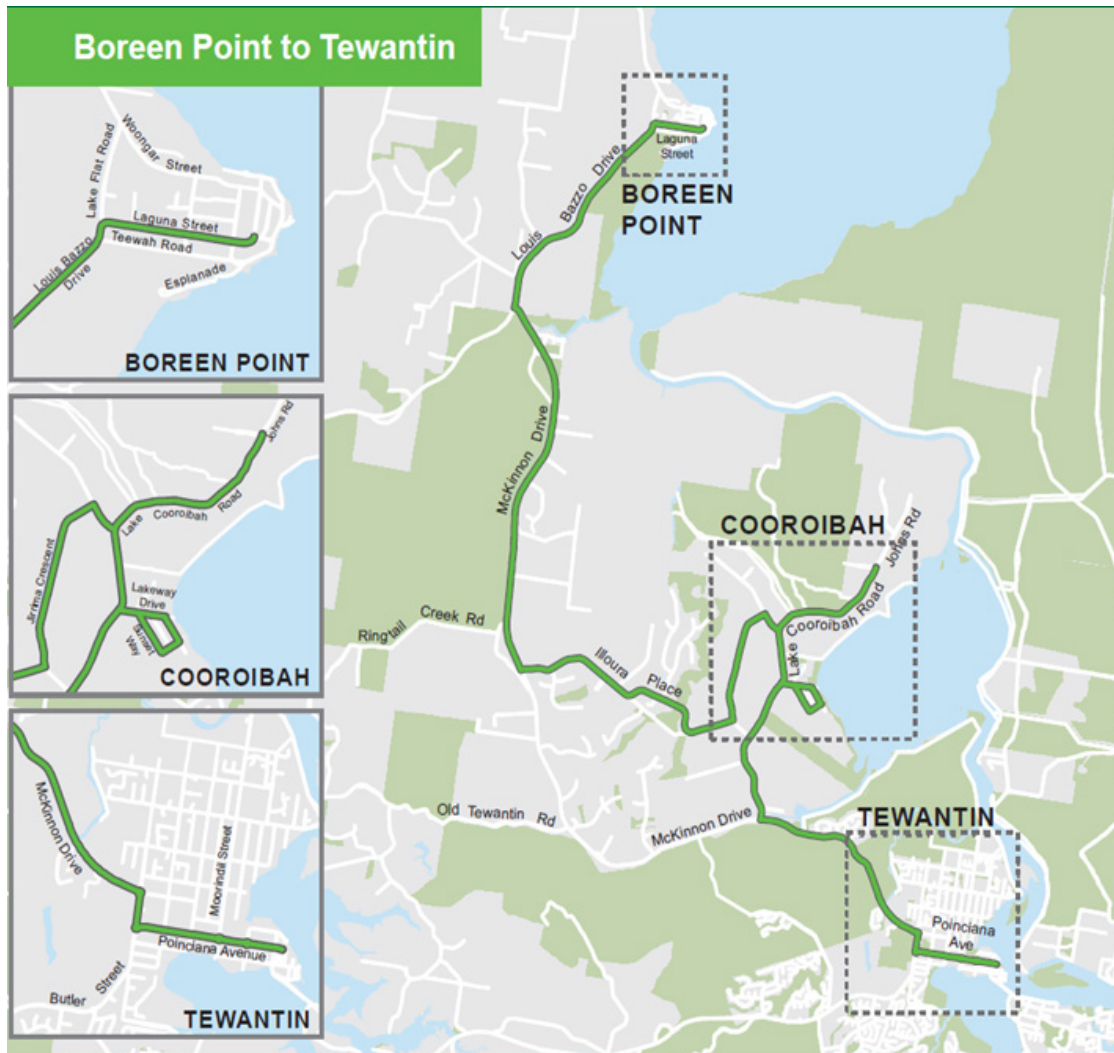 Boreen Point to Tewantin
Woongar Street
Lake Flat Road
Laguna Street
Teewah Road
Louis Bazzo
Drive
Esplanade
BOREEN POINT
Johns Rd
Lake
Cooroibah
Road
Jirrima Crescent
Lakeway
Drive
Sunset
Way
COOROIBAH
McKinnon Drive
Moorindil Street
Poinciana Avenue
Butler Street
TEWANTIN
Laguna
Street
BOREEN
POINT
Louis Bazzo Drive
McKinnon Drive
COOROIBAH
Johns Rd
Lake Cooroibah Road
Ringtail Creek Rd
Illoura Place
Old Tewantin Rd
McKinnon Drive
TEWANTIN
Poinciana
Ave